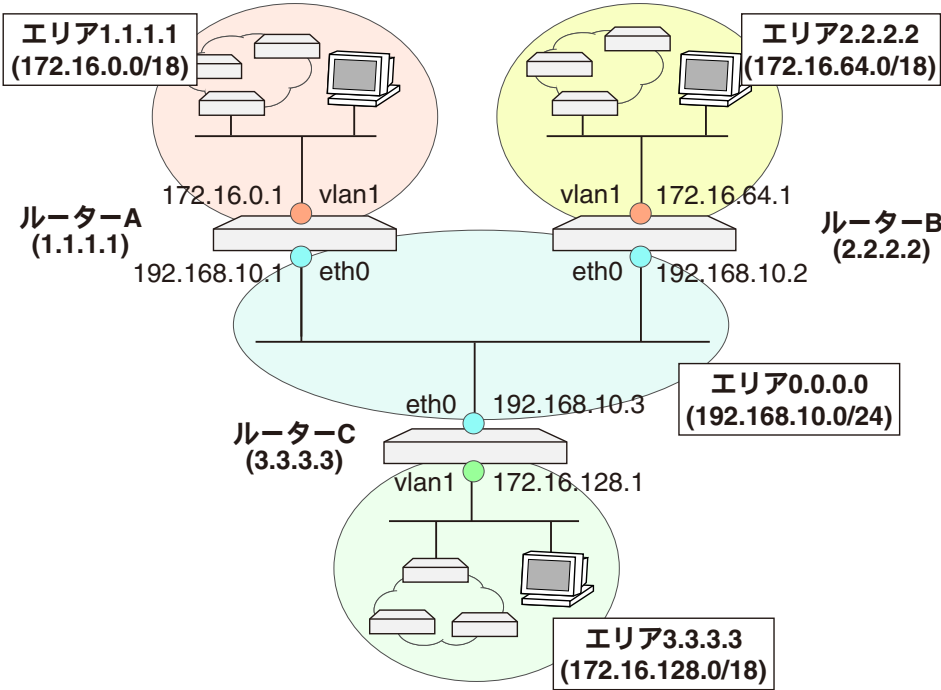 エリア1.1.1.1
(172.16.0.0/18)
エリア2.2.2.2
(172.16.64.0/18)
172.16.0.1
vlan1
vlan1
172.16.64.1
ルーターA
(1.1.1.1)
ルーターB
(2.2.2.2)
192.168.10.1
eth0
eth0
192.168.10.2
エリア0.0.0.0
(192.168.10.0/24)
eth0
192.168.10.3
ルーターC
(3.3.3.3)
vlan1
172.16.128.1
エリア3.3.3.3
(172.16.128.0/18)